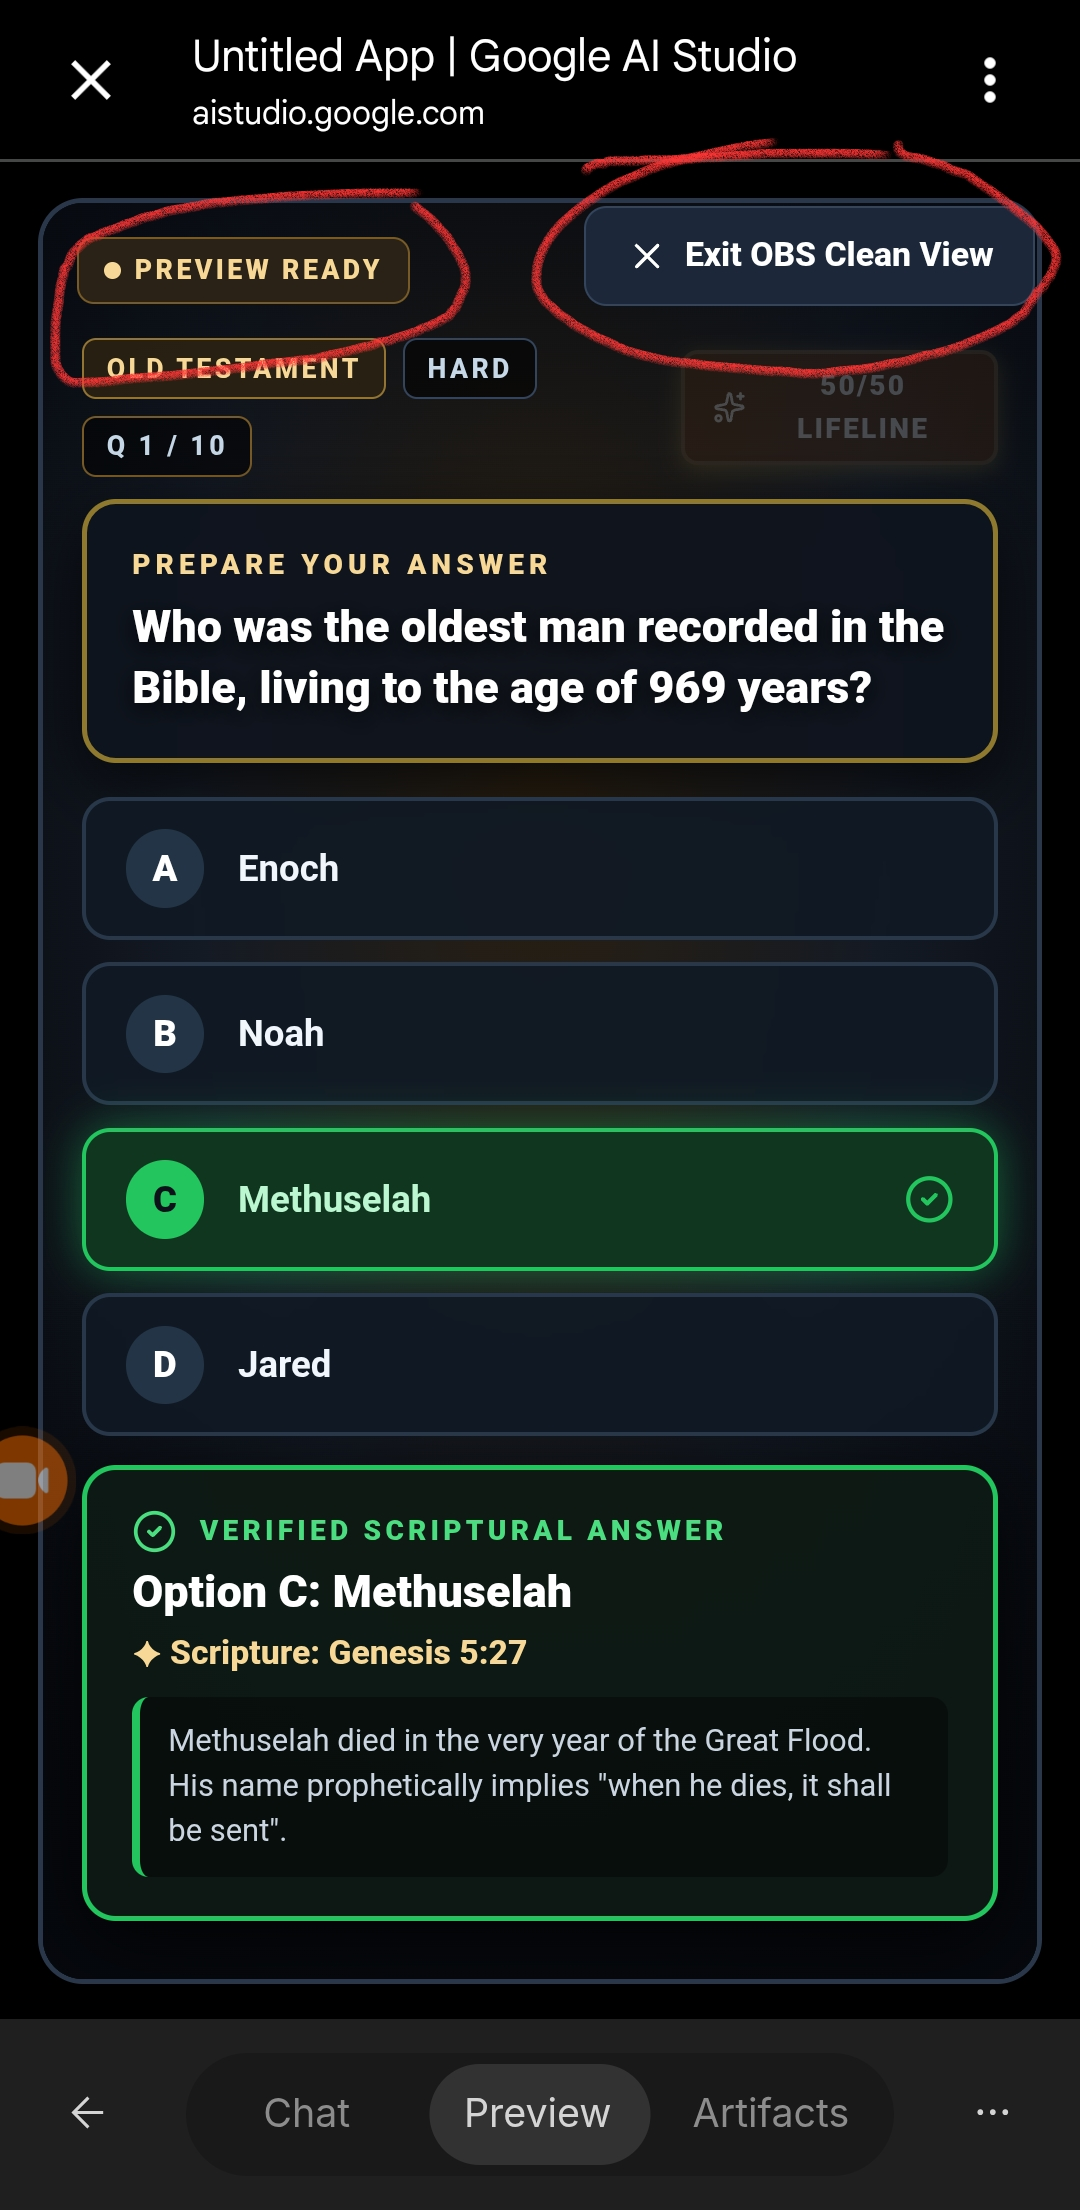 Untitled App | Google AI Studio
aistudio.google.com
PREVIEW READY
Exit OBS Clean View
OLD TESTAMENT
HARD
50/50
LIFELINE
Q 1 / 10
PREPARE YOUR ANSWER
Who was the oldest man recorded in the
Bible, living to the age of 969 years?
A Enoch
B Noah
C Methuselah
D Jared
VERIFIED SCRIPTURAL ANSWER
Option C: Methuselah
✦ Scripture: Genesis 5:27
Methuselah died in the very year of the Great Flood.
His name prophetically implies "when he dies, it shall
be sent".
Chat
Preview
Artifacts